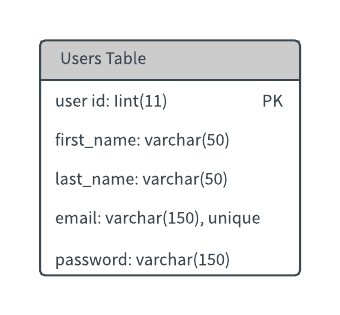 Users Table
user id: Iint(11) PK
first_name: varchar(50)
last_name: varchar(50)
email: varchar(150), unique
password: varchar(150)